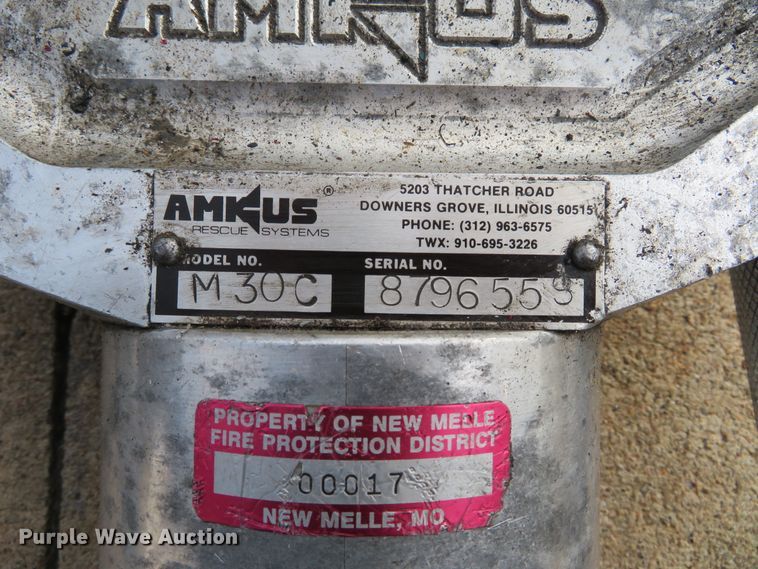 AMKUS
AMKUS ®
RESCUE SYSTEMS
5203 THATCHER ROAD
DOWNERS GROVE, ILLINOIS 60515
PHONE: (312) 963-6575
TWX: 910-695-3226
MODEL NO.
M30C
SERIAL NO.
8796559
PROPERTY OF NEW MELLE
FIRE PROTECTION DISTRICT
00017
NEW MELLE, MO.
Purple Wave Auction